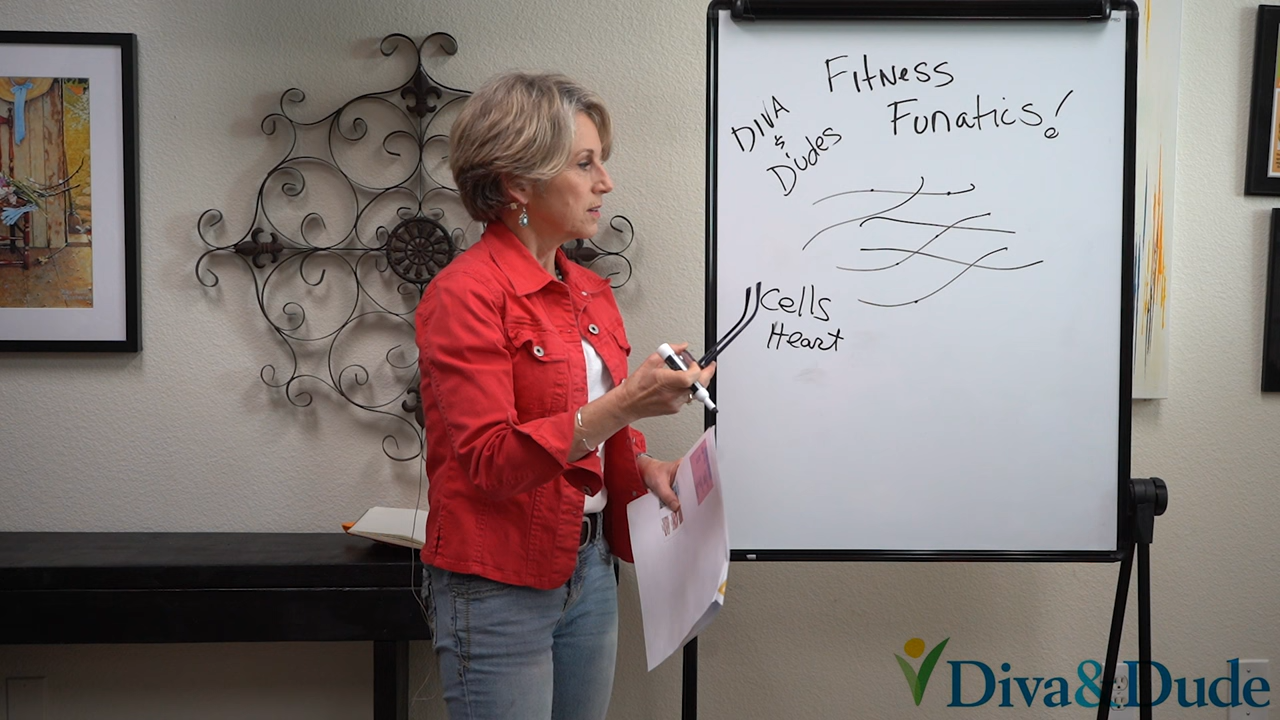 Fitness
Funatics!
DIVA
&
Dudes
Cells
Heart
Diva&Dude